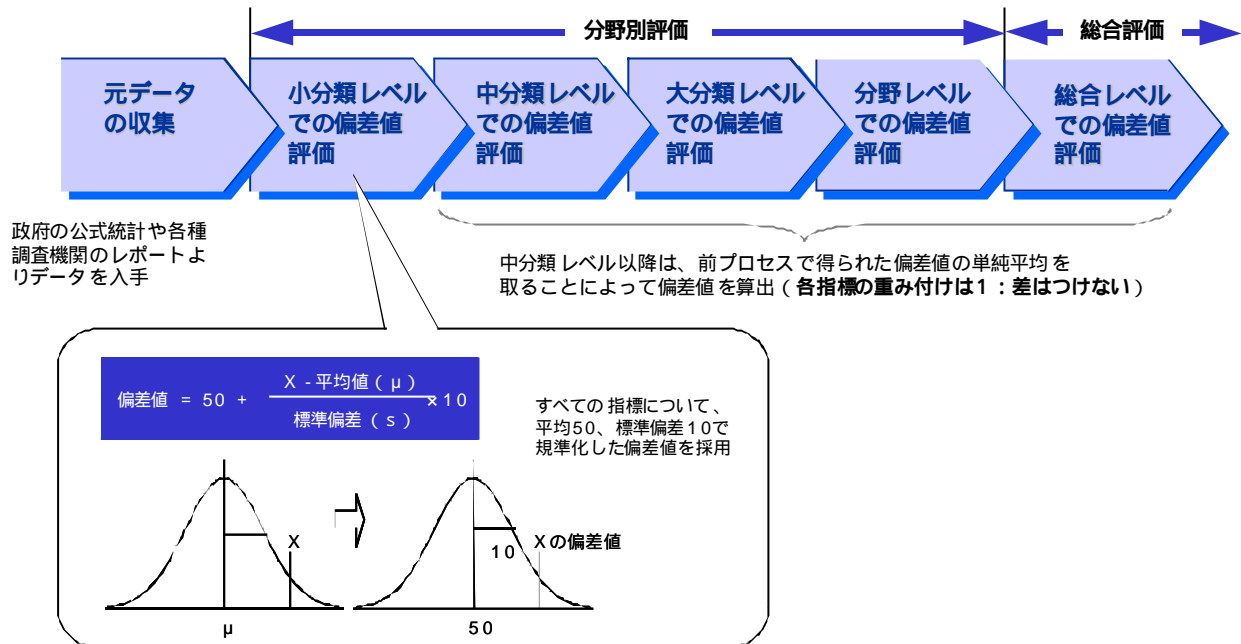 分野別評価
総合評価
元データ
の収集
小分類レベル
での偏差値
評価
中分類レベル
での偏差値
評価
大分類レベル
での偏差値
評価
分野レベル
での偏差値
評価
総合レベル
での偏差値
評価
政府の公式統計や各種
調査機関のレポートよ
りデータを入手
中分類レベル以降は、前プロセスで得られた偏差値の単純平均を
取ることによって偏差値を算出(各指標の重み付けは1:差はつけない)
偏差値 = 50 +
X - 平均値(μ)
標準偏差(s)
×10
すべての指標について、
平均50、標準偏差10で
規準化した偏差値を採用
X
μ
10
Xの偏差値
50